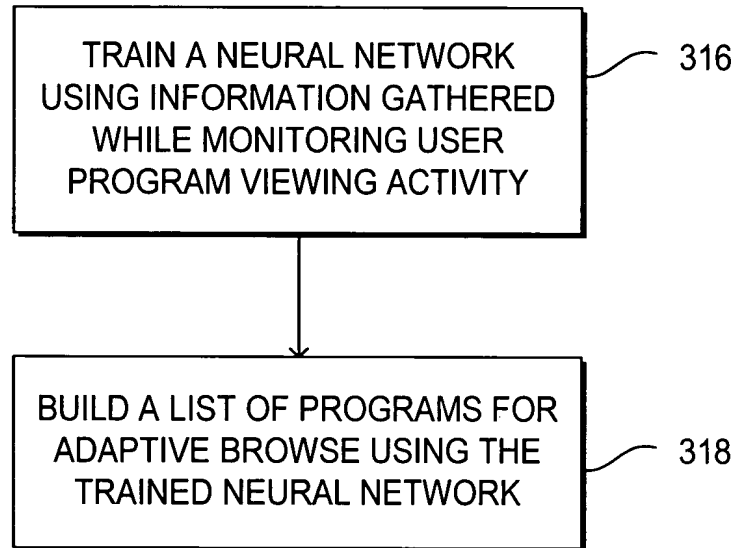 TRAIN A NEURAL NETWORK
USING INFORMATION GATHERED
WHILE MONITORING USER
PROGRAM VIEWING ACTIVITY
316
BUILD A LIST OF PROGRAMS FOR
ADAPTIVE BROWSE USING THE
TRAINED NEURAL NETWORK
318